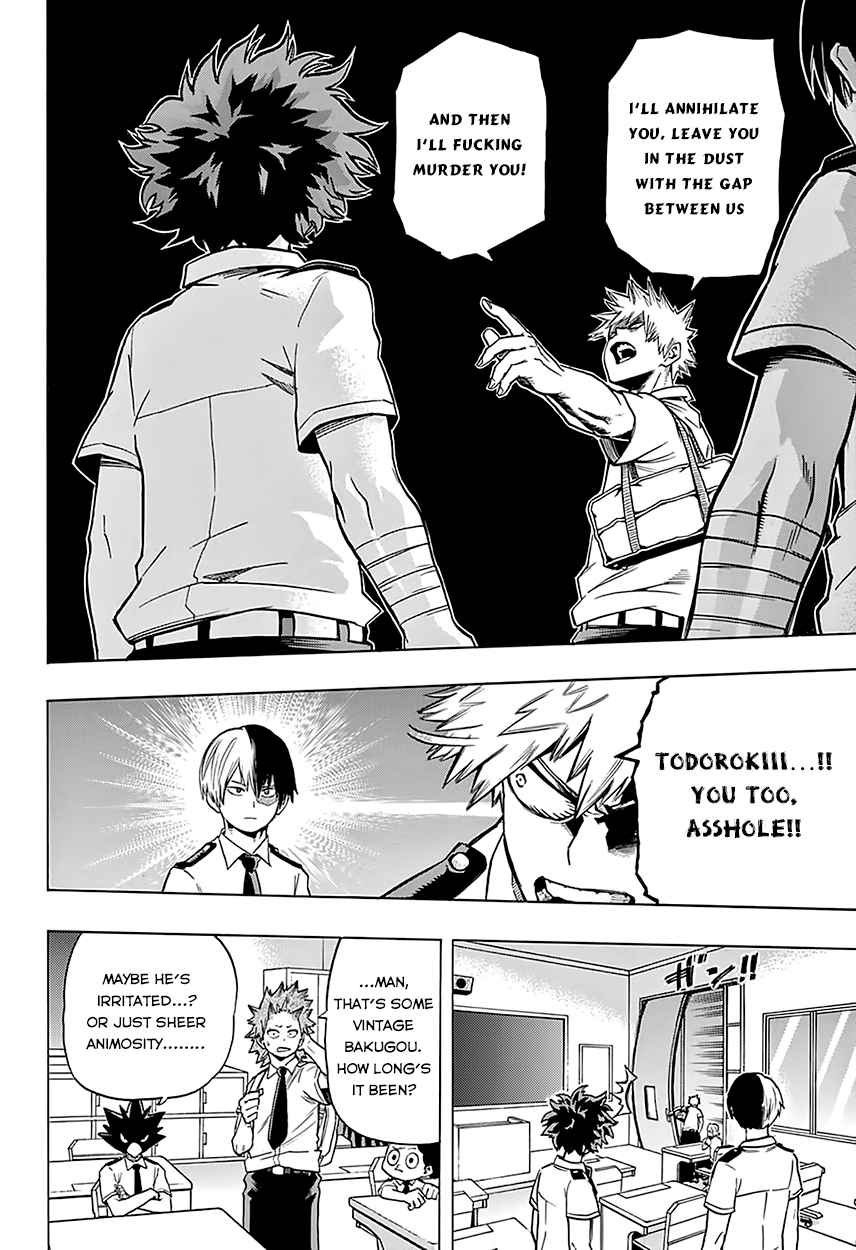 I'LL ANNIHILATE
YOU, LEAVE YOU
IN THE DUST
WITH THE GAP
BETWEEN US
AND THEN
I'LL FUCKING
MURDER YOU!
TODOROKIII...!!
YOU TOO,
ASSHOLE!!
ガン!!
...MAN,
THAT'S SOME
VINTAGE
BAKUGOU.
HOW LONG'S
IT BEEN?
MAYBE HE'S
IRRITATED...?
OR JUST SHEER
ANIMOSITY........